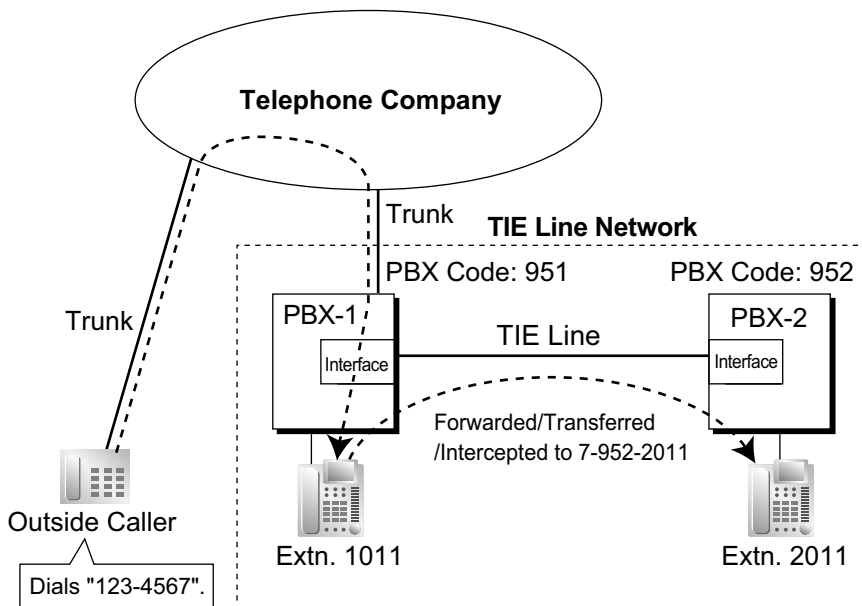 Telephone Company
Trunk
TIE Line Network
PBX Code: 951
PBX Code: 952
Trunk
PBX-1
PBX-2
TIE Line
Interface
Interface
Forwarded/Transferred
/Intercepted to 7-952-2011
Outside Caller
Extn. 1011
Extn. 2011
Dials "123-4567".